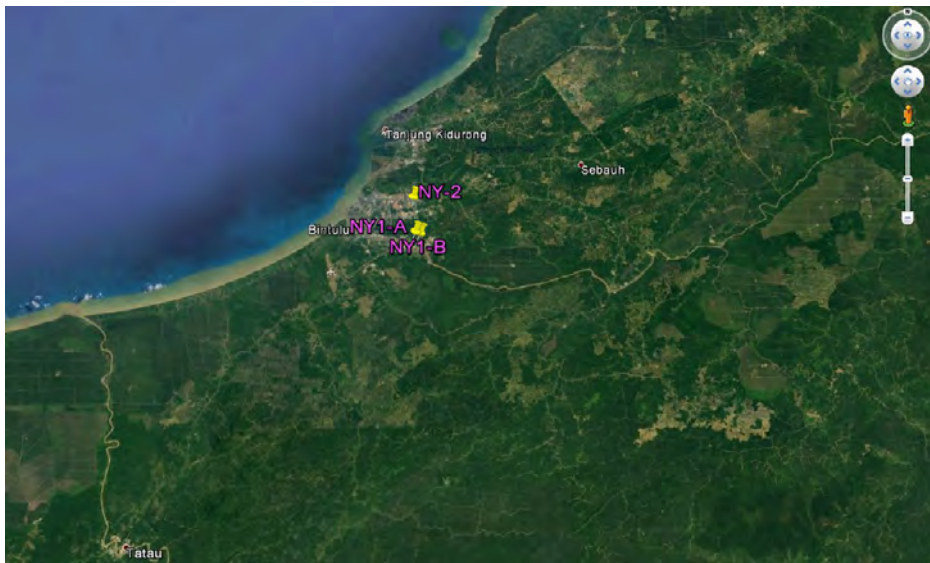 Tanjung Kidurong
Sebauh
NY-2
Bintulu
NY1-A
NY1-B
Tatau